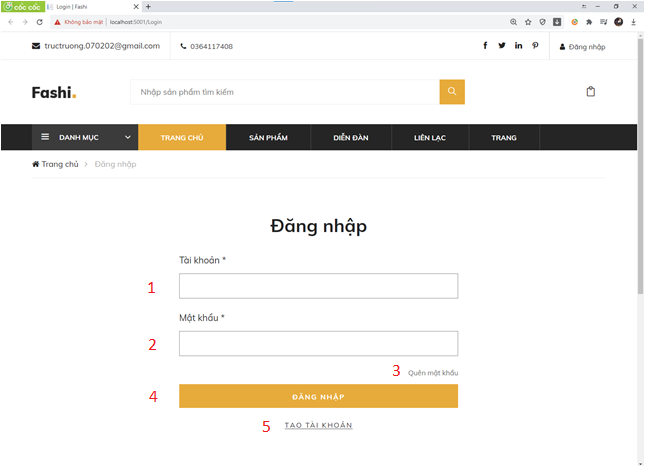 cốc cốc Login | Fashi
Không bảo mật localhost:5001/Login
tructruong.070202@gmail.com 0364117408 Đăng nhập
Fashi. Nhập sản phẩm tìm kiếm
DANH MỤC TRANG CHỦ SẢN PHẨM DIỄN ĐÀN LIÊN LẠC TRANG
Trang chủ > Đăng nhập
Đăng nhập
Tài khoản *
1
Mật khẩu *
2
3 Quên mật khẩu
4 ĐĂNG NHẬP
5 TẠO TÀI KHOẢN